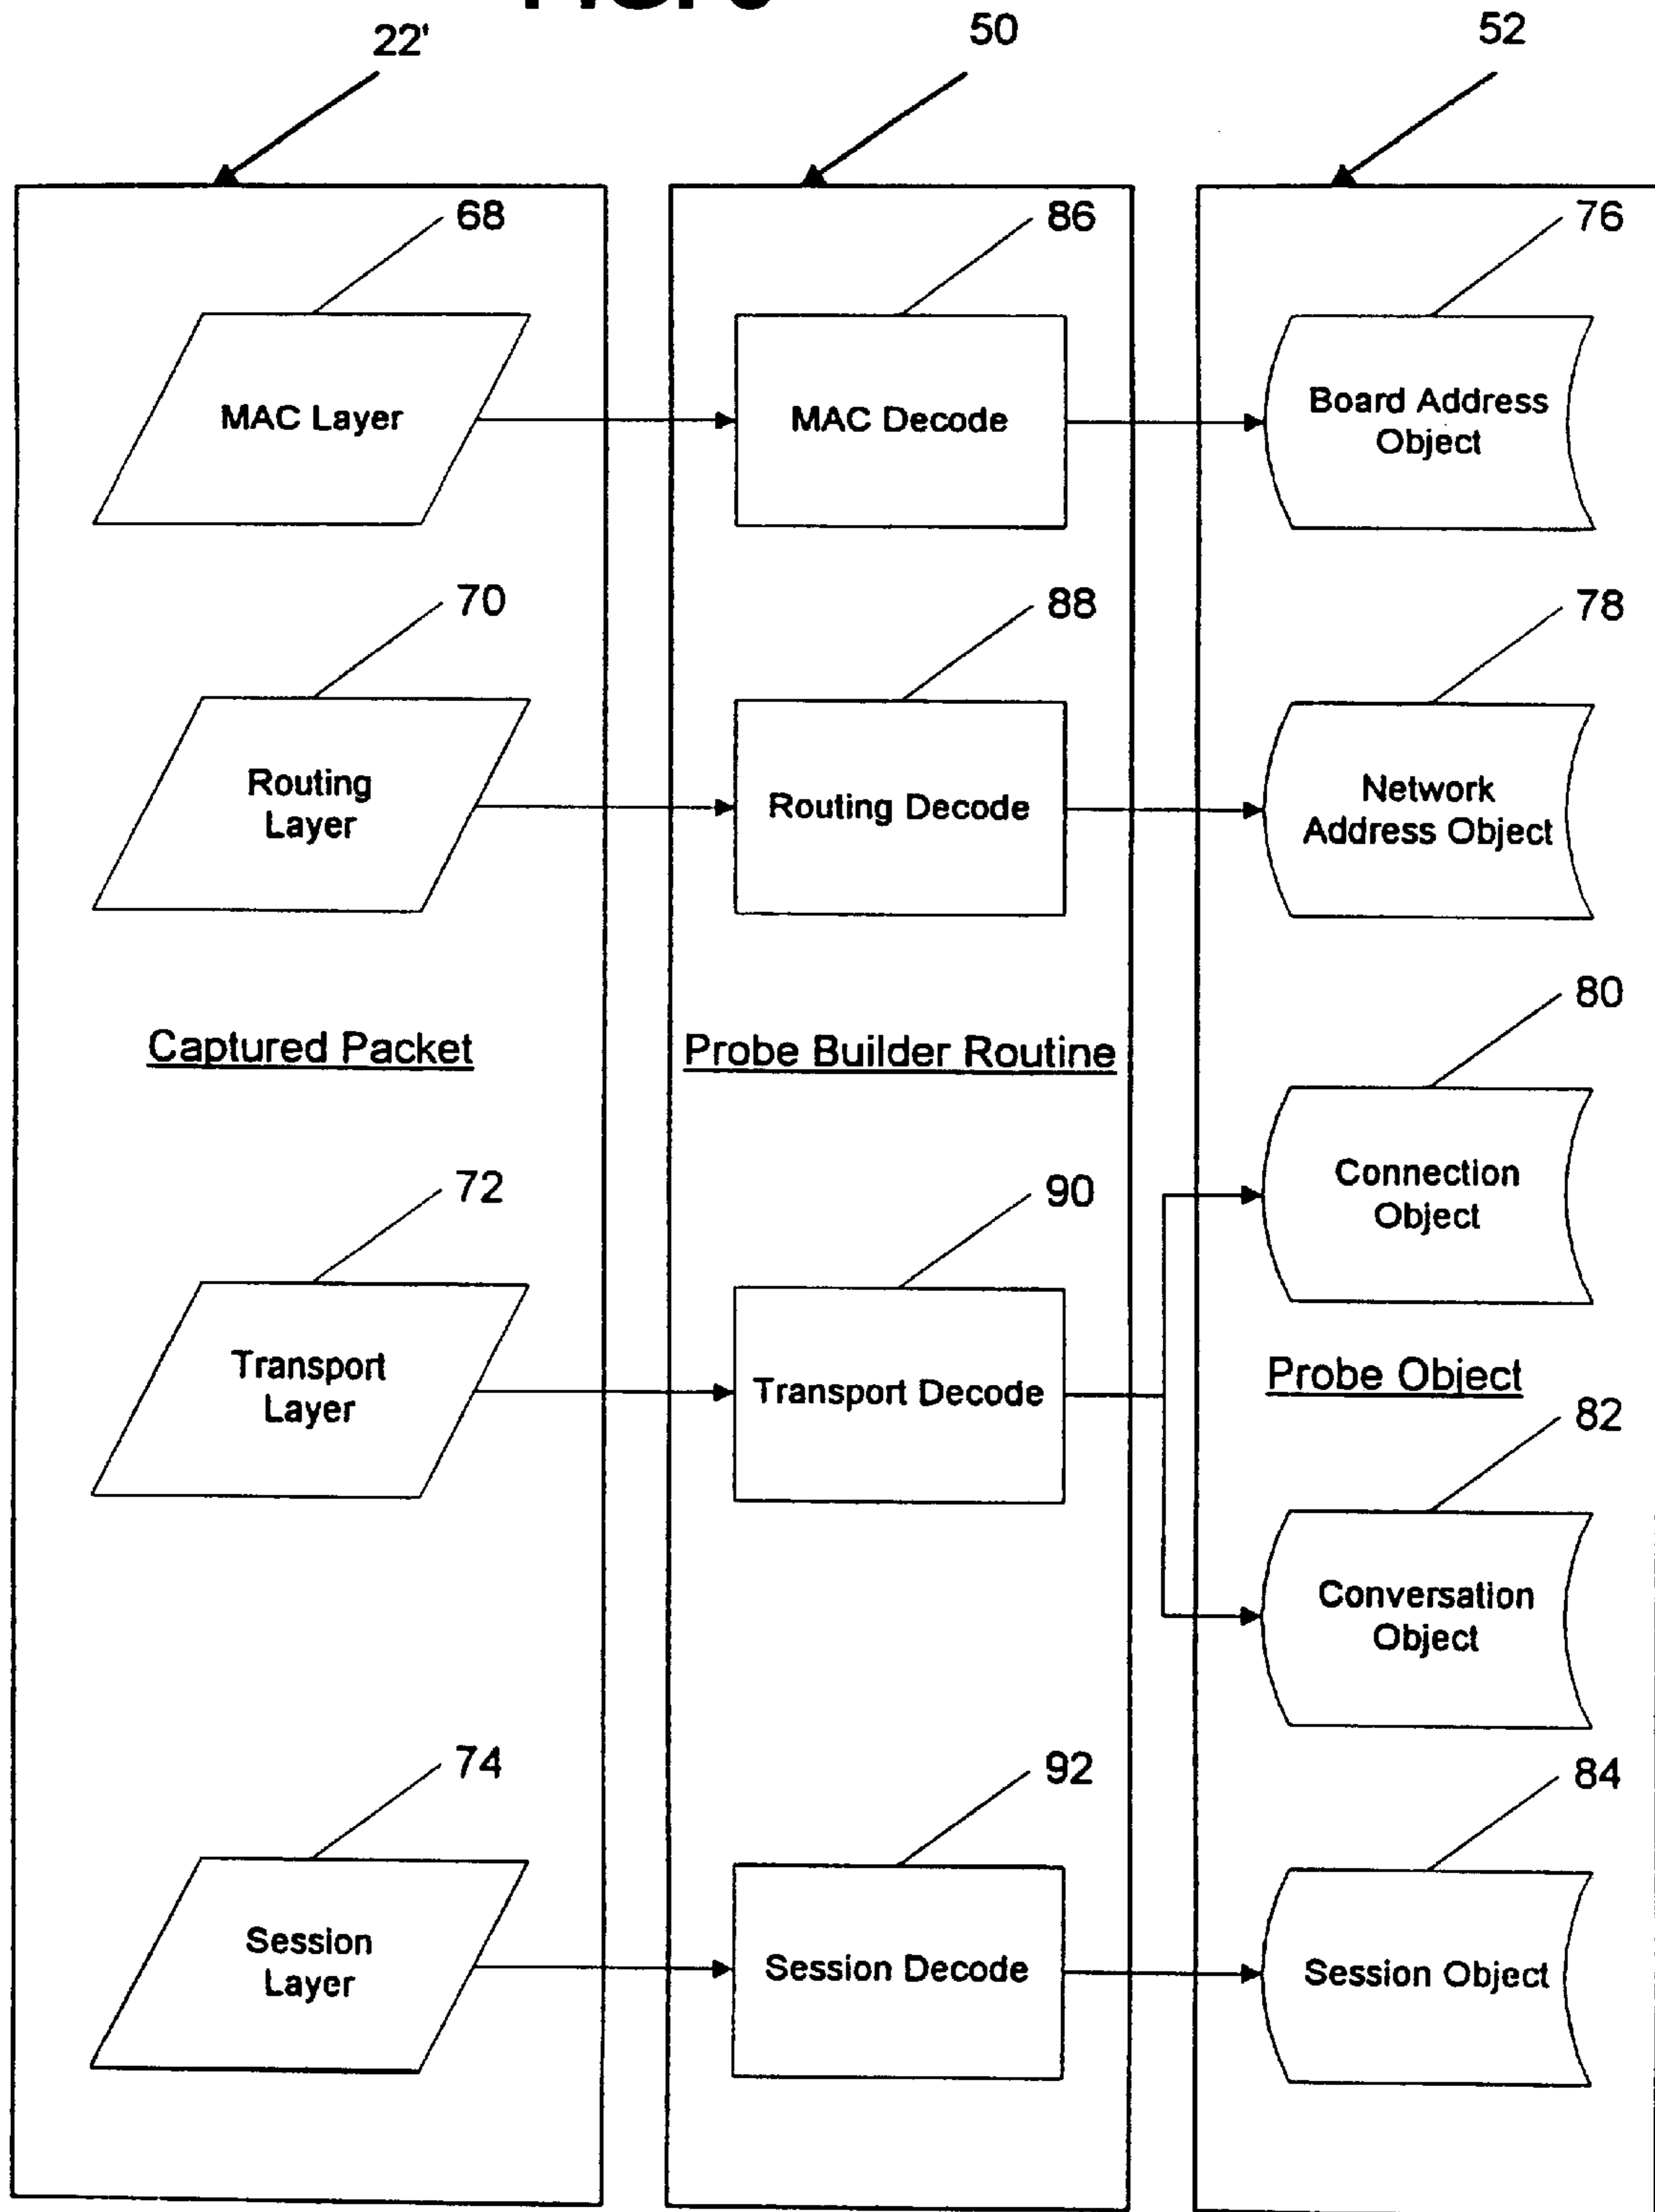 22'
50
52
68
86
76
MAC Layer
MAC Decode
Board Address
Object
70
88
78
Routing
Layer
Routing Decode
Network
Address Object
80
Captured Packet
Probe Builder Routine
72
90
Connection
Object
Transport
Layer
Transport Decode
Probe Object
82
Conversation
Object
74
92
84
Session
Layer
Session Decode
Session Object